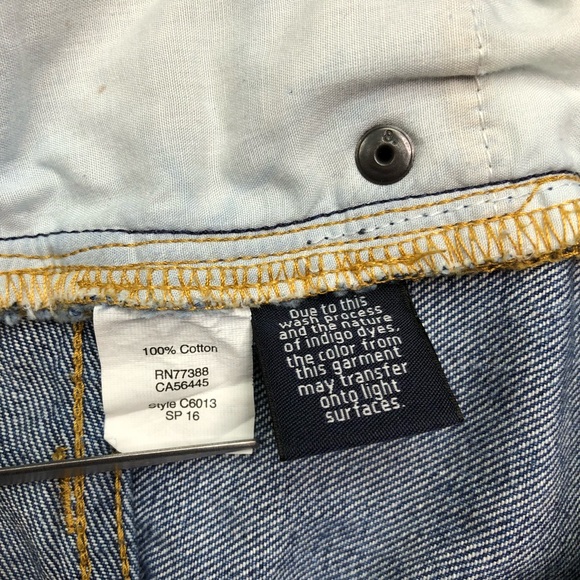 100% Cotton
RN77388
CA56445
Style C6013
SP 16
Due to this
wash process
and the nature
of indigo dyes,
the color from
this garment
may transfer
onto light
surfaces.